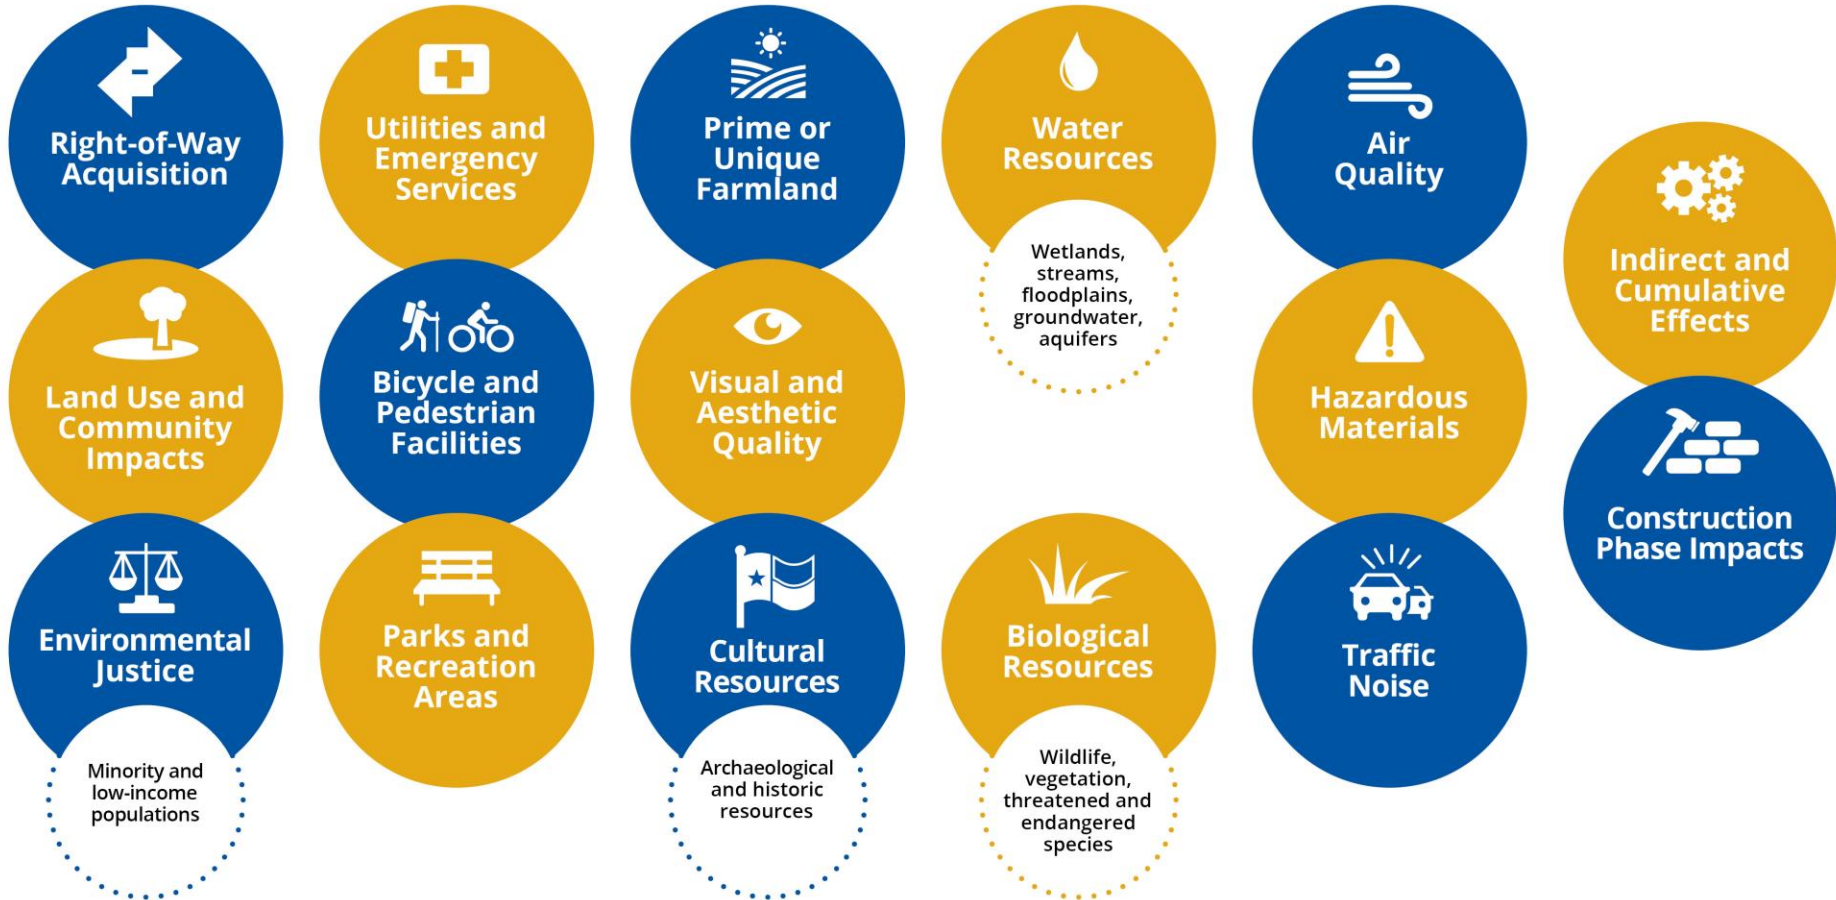 Right-of-Way
Acquisition
Land Use and
Community
Impacts
Environmental
Justice
Minority and
low-income
populations
Utilities and
Emergency
Services
Bicycle and
Pedestrian
Facilities
Parks and
Recreation
Areas
Prime or
Unique
Farmland
Visual and
Aesthetic
Quality
Cultural
Resources
Archaeological
and historic
resources
Water
Resources
Wetlands,
streams,
floodplains,
groundwater,
aquifers
Biological
Resources
Wildlife,
vegetation,
threatened and
endangered
species
Air
Quality
Hazardous
Materials
Traffic
Noise
Indirect and
Cumulative
Effects
Construction
Phase Impacts